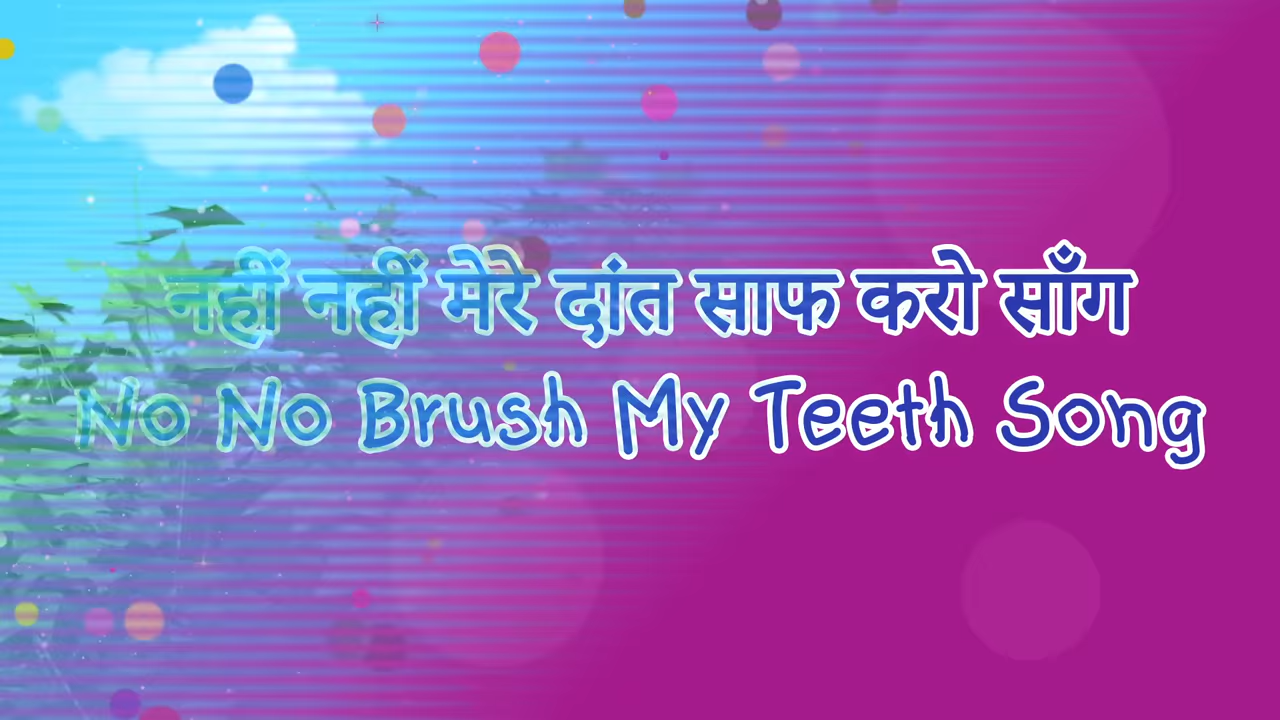 नहीं नहीं मेरे दांत साफ करो सॉंग
No No Brush My Teeth Song